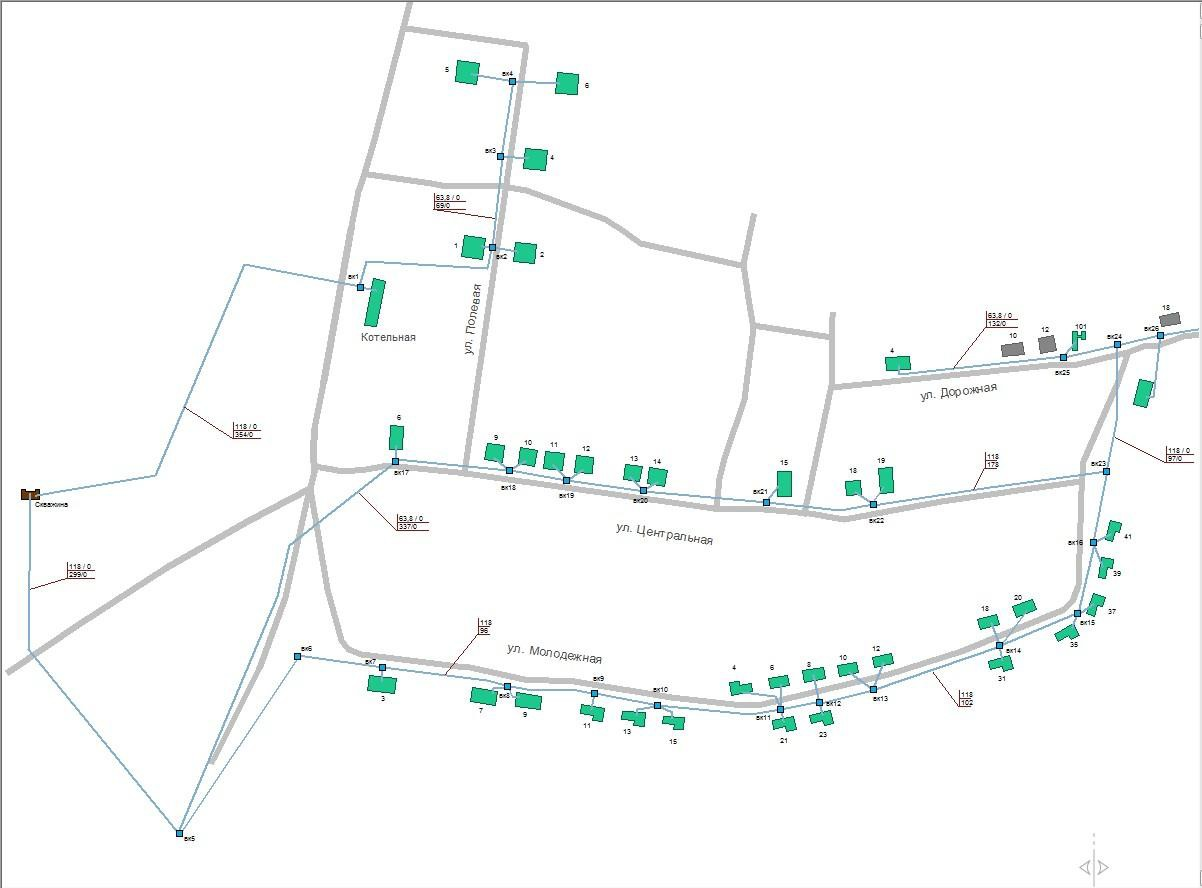 5
вк4
6
вк3
4
63,8 / 0
69/0
1
вк2
2
вк1
Котельная
ул. Полевая
63,8 / 0
132/0
18
10
12
101
вк24
вк26
4
вк25
ул. Дорожная
118 / 0
354/0
6
9
10
11
12
13
14
15
18
19
118
178
118 / 0
97/0
вк17
вк18
вк19
вк20
вк21
вк22
вк23
Скважина
63,8 / 0
337/0
ул. Центральная
вк16
41
39
118 / 0
299/0
37
вк15
35
18
20
вк14
31
118
96
ул. Молодежная
вк6
вк7
3
7
вк8
9
вк9
11
вк10
13
15
4
6
8
10
12
вк11
вк12
вк13
21
23
118
102
вк5